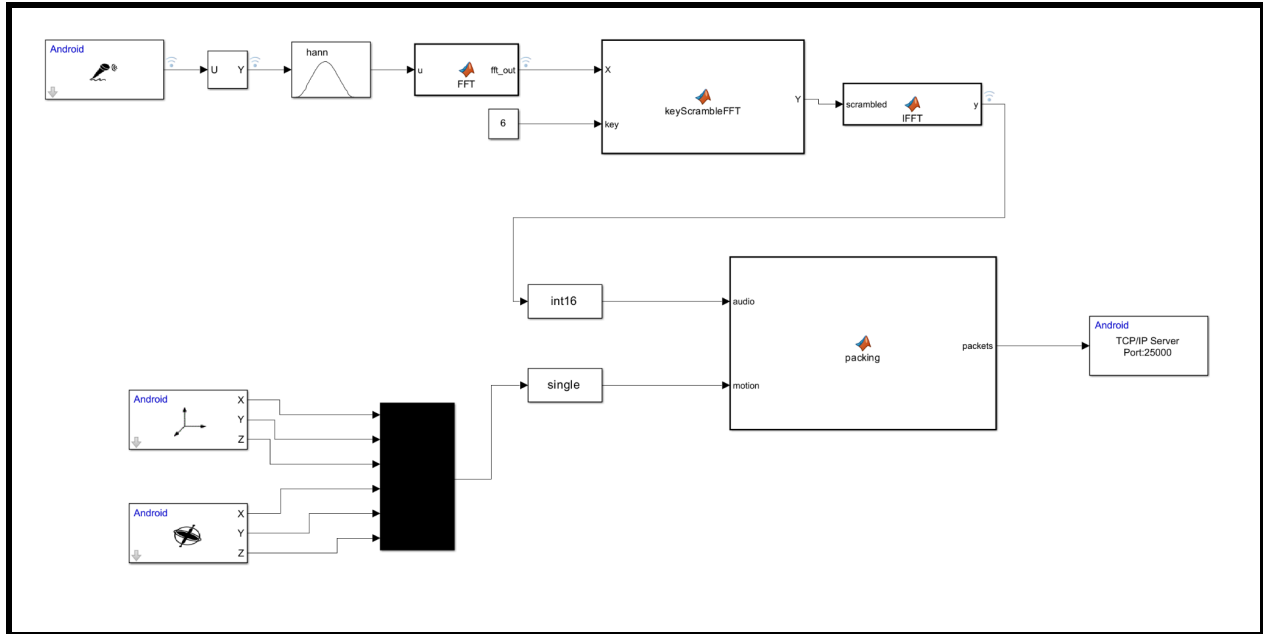 Android
U Y
hann
u fft_out
FFT
6
X
key
Y
keyScrambleFFT
scrambled y
IFFT
int16
single
audio
motion
packets
packing
Android
TCP/IP Server
Port:25000
Android
X
Y
Z
Android
X
Y
Z